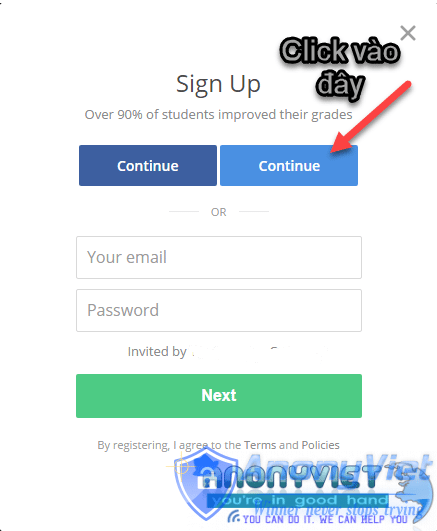 Click vào
đây
Sign Up
Over 90% of students improved their grades
Continue
Continue
OR
Your email
Password
Invited by
Next
By registering, I agree to the Terms and Policies
AnonyViet
ANONYVIET
you're in good hand
Winner never stops trying
YOU CAN DO IT, WE CAN HELP YOU